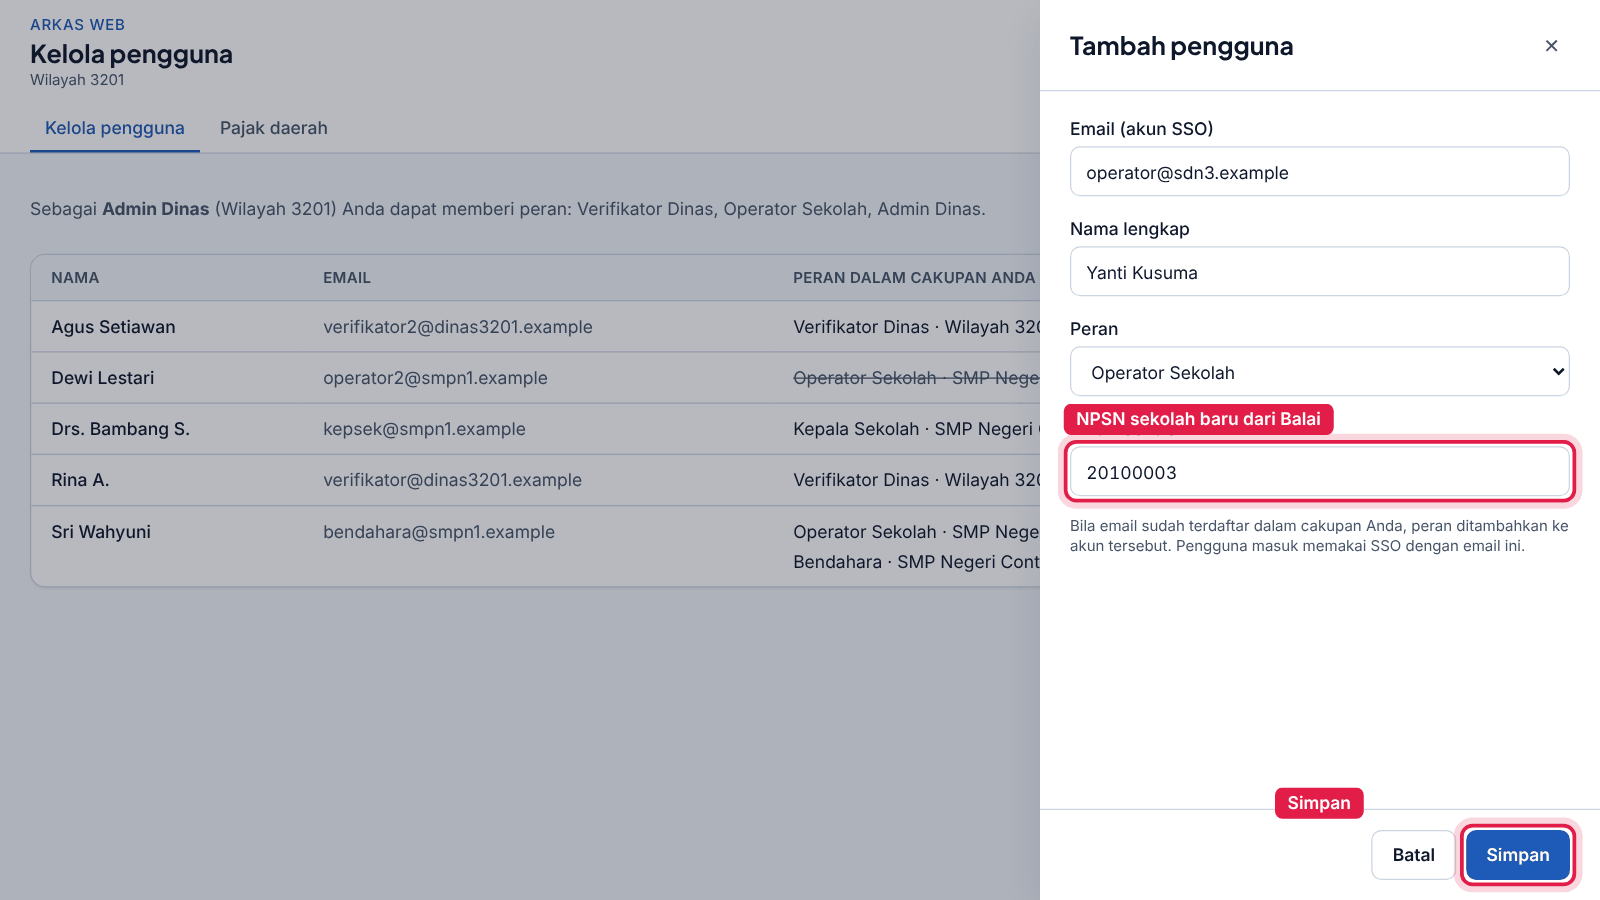 ARKAS WEB
Kelola pengguna
Wilayah 3201
Kelola pengguna
Pajak daerah
Sebagai Admin Dinas (Wilayah 3201) Anda dapat memberi peran: Verifikator Dinas, Operator Sekolah, Admin Dinas.
NAMA EMAIL PERAN DALAM CAKUPAN ANDA
Agus Setiawan verifikator2@dinas3201.example Verifikator Dinas · Wilayah 320
Dewi Lestari operator2@smpn1.example Operator Sekolah · SMP Nege
Drs. Bambang S. kepsek@smpn1.example Kepala Sekolah · SMP Negeri
Rina A. verifikator@dinas3201.example Verifikator Dinas · Wilayah 320
Sri Wahyuni bendahara@smpn1.example Operator Sekolah · SMP Nege
Bendahara · SMP Negeri Cont
Tambah pengguna
×
Email (akun SSO)
operator@sdn3.example
Nama lengkap
Yanti Kusuma
Peran
Operator Sekolah
NPSN sekolah baru dari Balai
20100003
Bila email sudah terdaftar dalam cakupan Anda, peran ditambahkan ke
akun tersebut. Pengguna masuk memakai SSO dengan email ini.
Simpan
Batal
Simpan